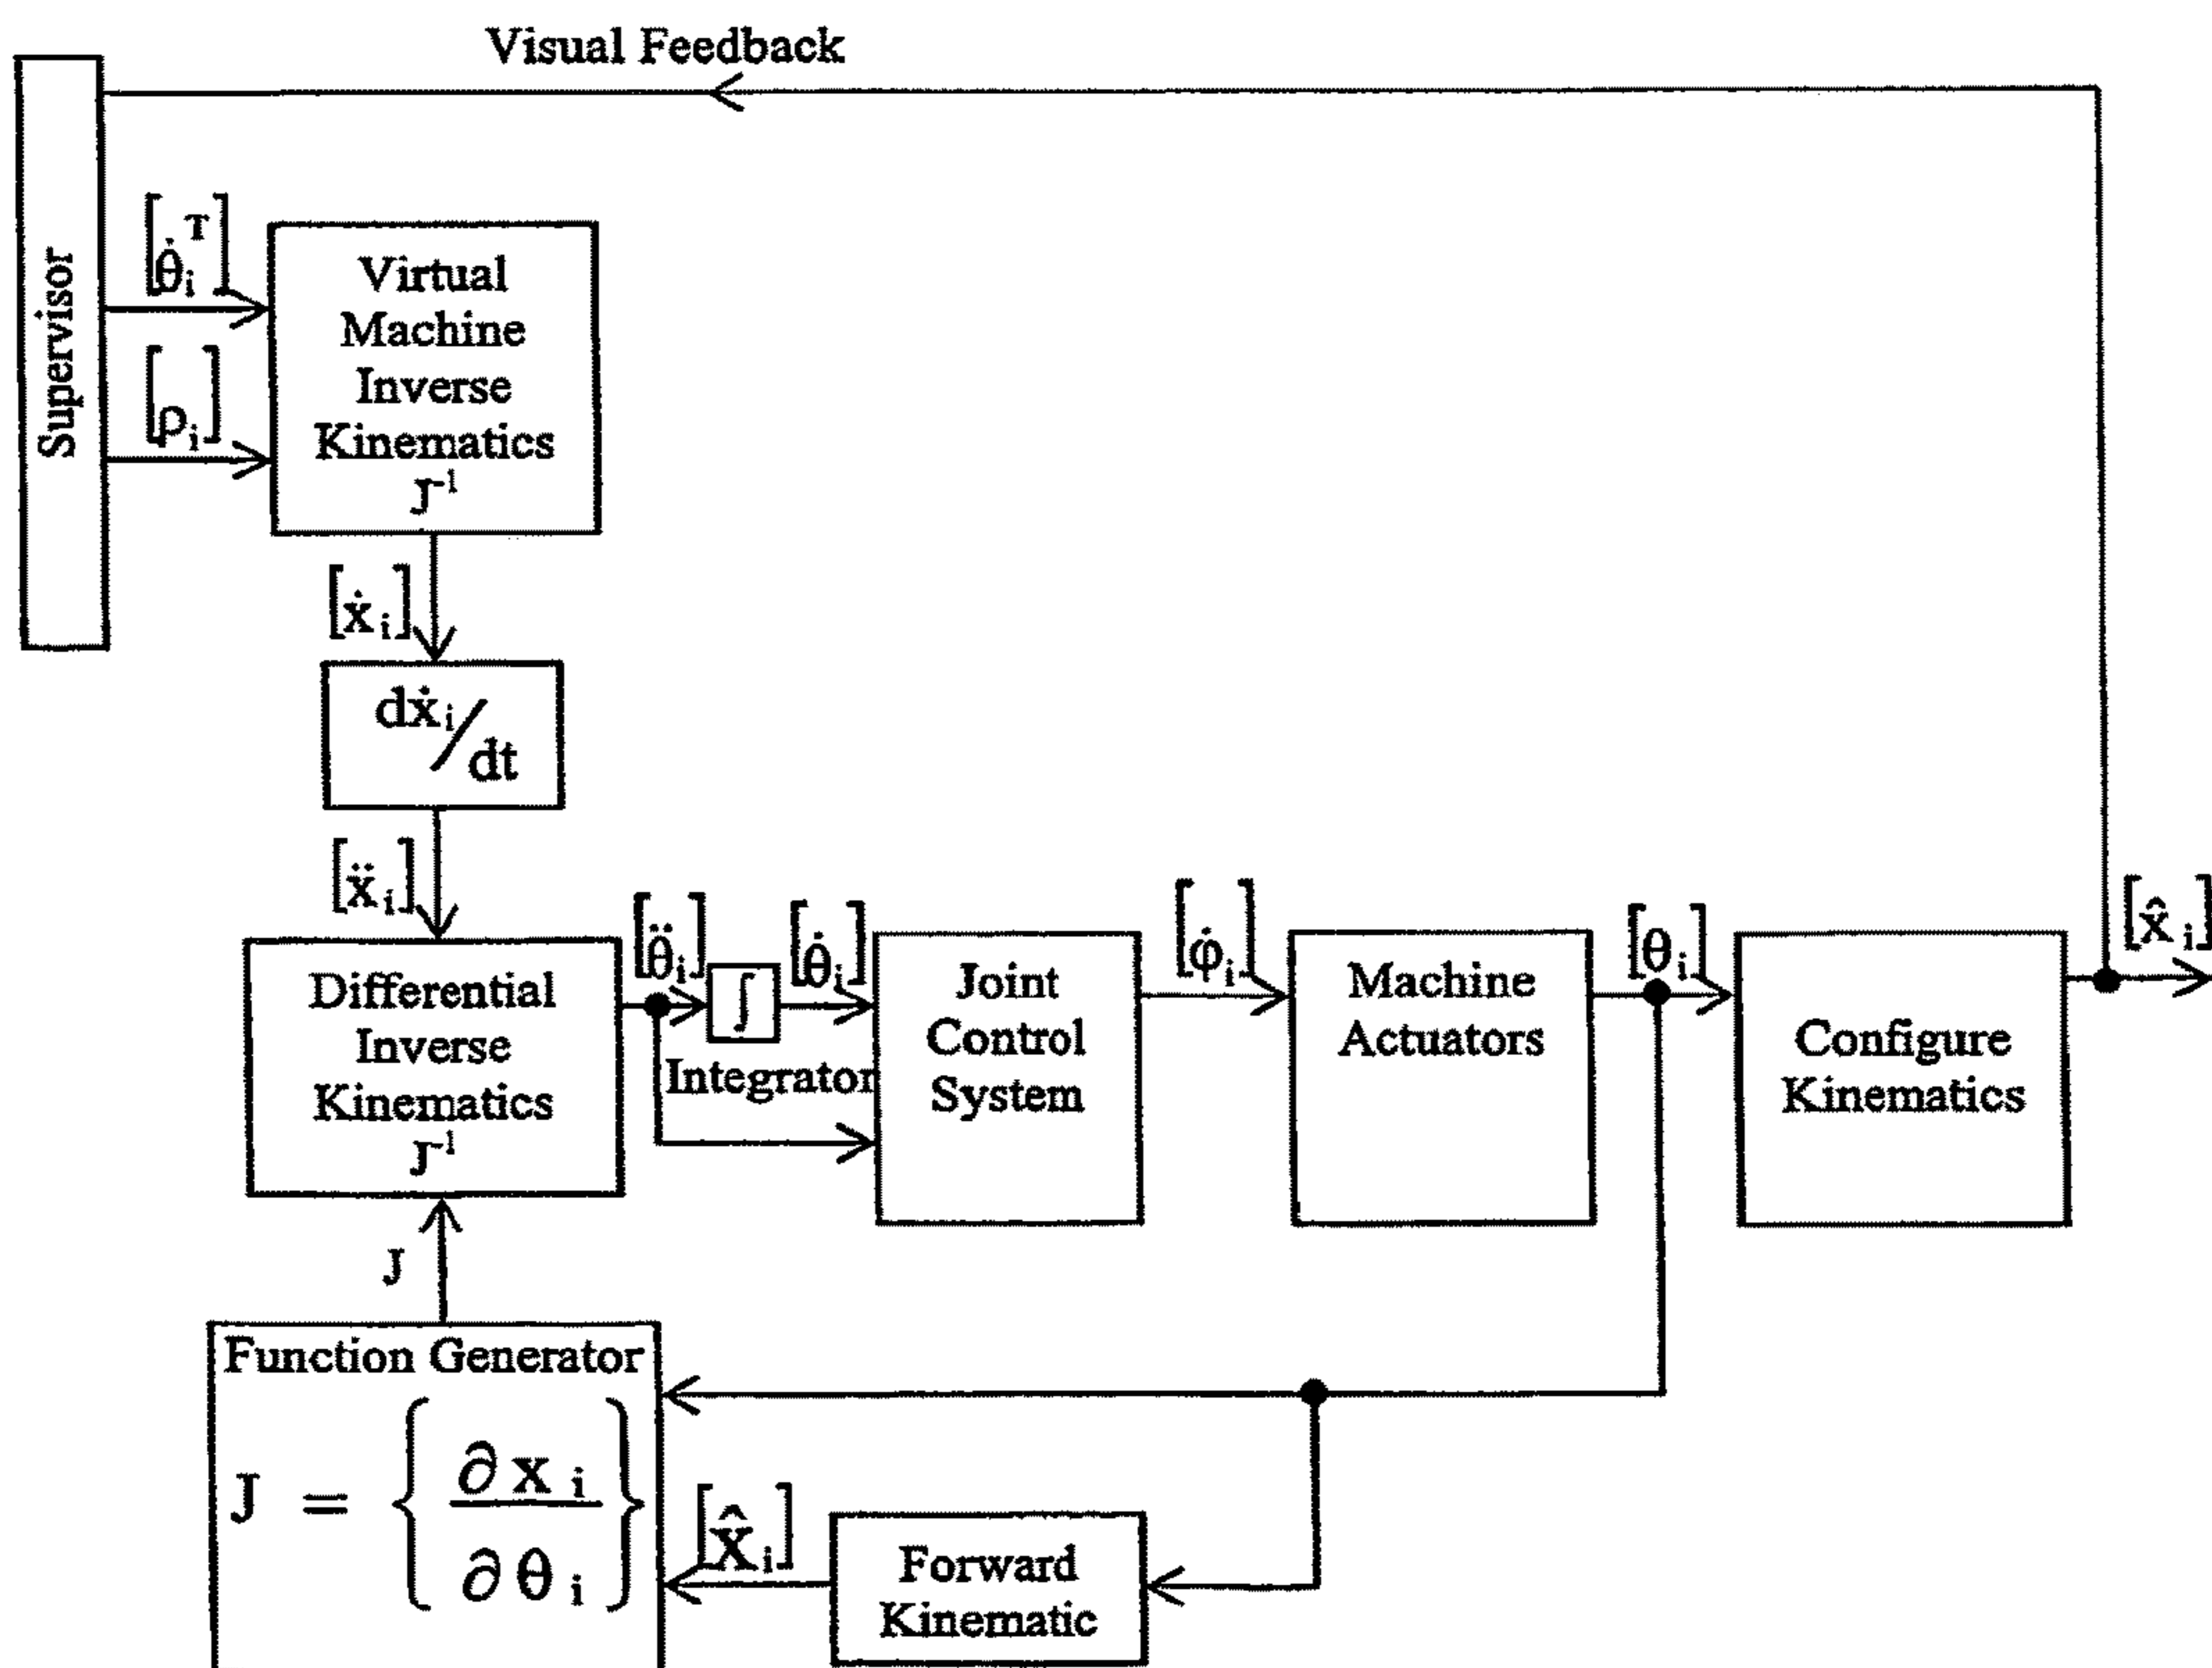 Visual Feedback
Supervisor
[θ̇ᵢᵀ]
[ρᵢ]
Virtual
Machine
Inverse
Kinematics
J⁻¹
[ẋᵢ]
dẋᵢ/dt
[ẍᵢ]
Differential
Inverse
Kinematics
J⁻¹
[θ̈ᵢ]
∫
Integrator
[θ̇ᵢ]
Joint
Control
System
[φ̇ᵢ]
Machine
Actuators
[θᵢ]
Configure
Kinematics
[x̂ᵢ]
J
Function Generator
J = {∂xᵢ/∂θᵢ}
[x̂ᵢ]
Forward
Kinematic